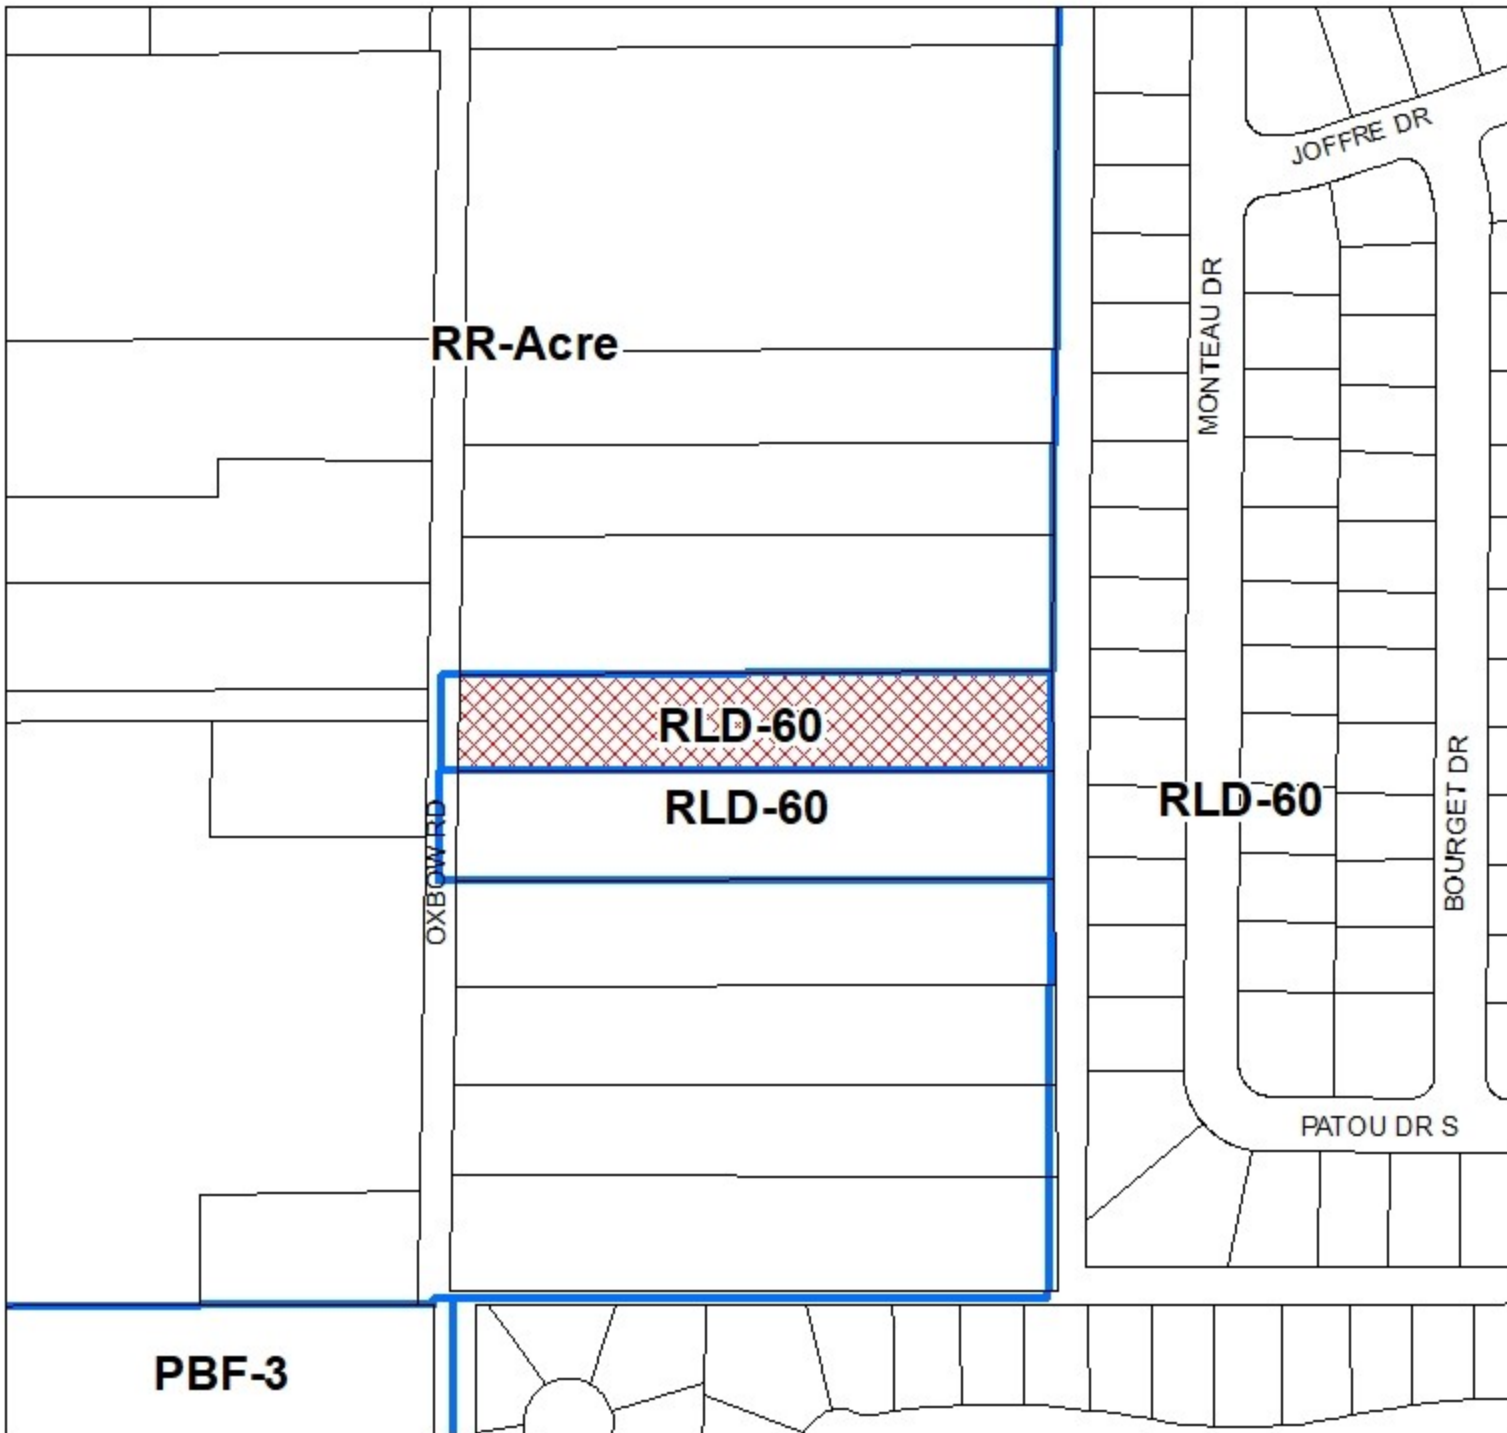 JOFFRE DR
MONTEAU DR
RR-Acre
RLD-60
RLD-60
RLD-60
BOURGET DR
OXBOW RD
PATOU DR S
PBF-3